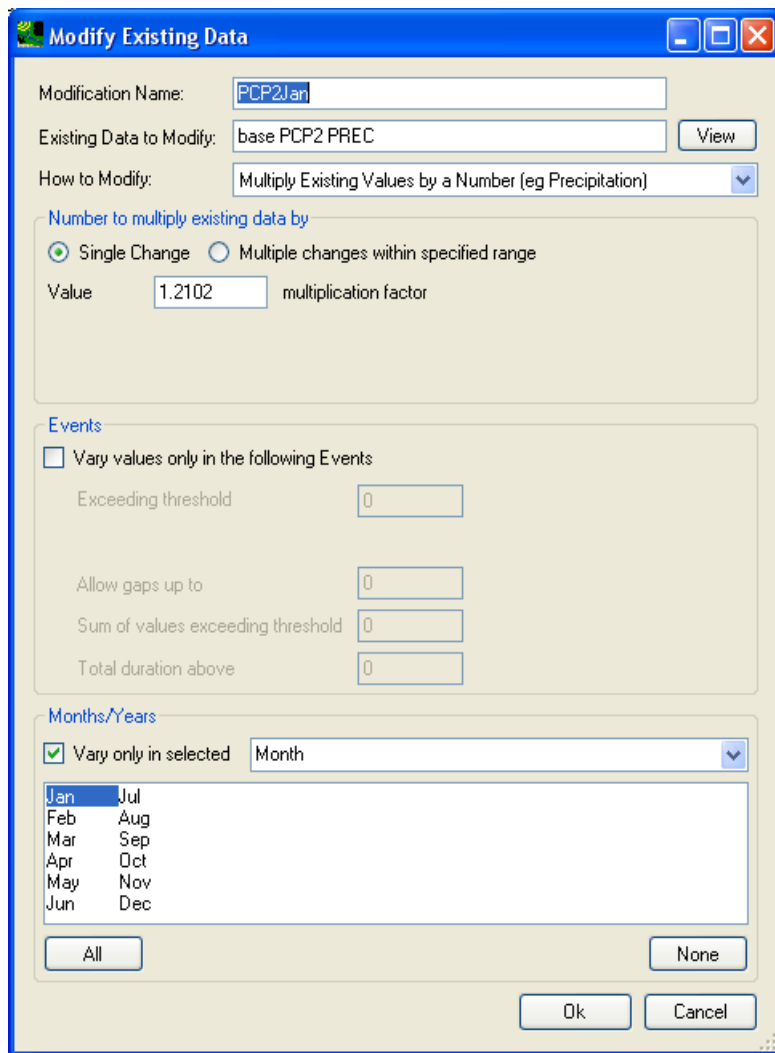 Modify Existing Data
Modification Name: PCP2Jan
Existing Data to Modify: base PCP2 PREC View
How to Modify: Multiply Existing Values by a Number (eg Precipitation)
Number to multiply existing data by
Single Change Multiple changes within specified range
Value 1.2102 multiplication factor
Events
Vary values only in the following Events
Exceeding threshold 0
Allow gaps up to 0
Sum of values exceeding threshold 0
Total duration above 0
Months/Years
Vary only in selected Month
Jan Jul
Feb Aug
Mar Sep
Apr Oct
May Nov
Jun Dec
All None
Ok Cancel